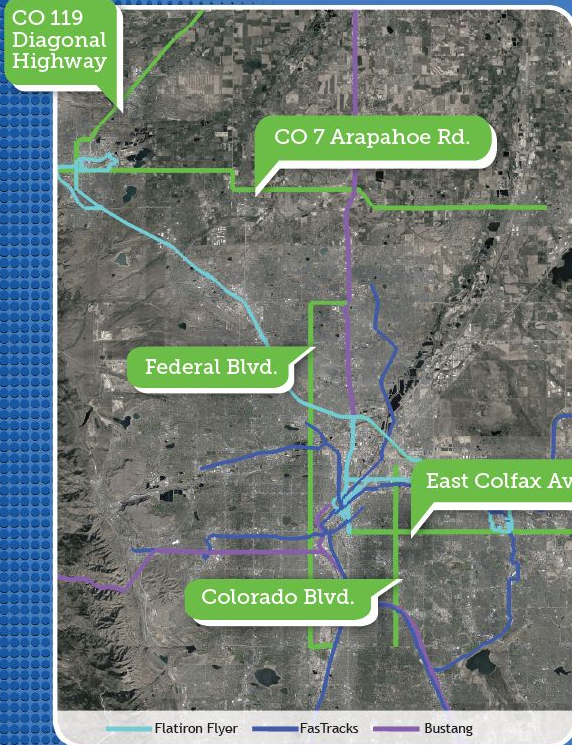 CO 119
Diagonal
Highway
CO 7 Arapahoe Rd.
Federal Blvd.
East Colfax Av
Colorado Blvd.
Flatiron Flyer
FasTracks
Bustang